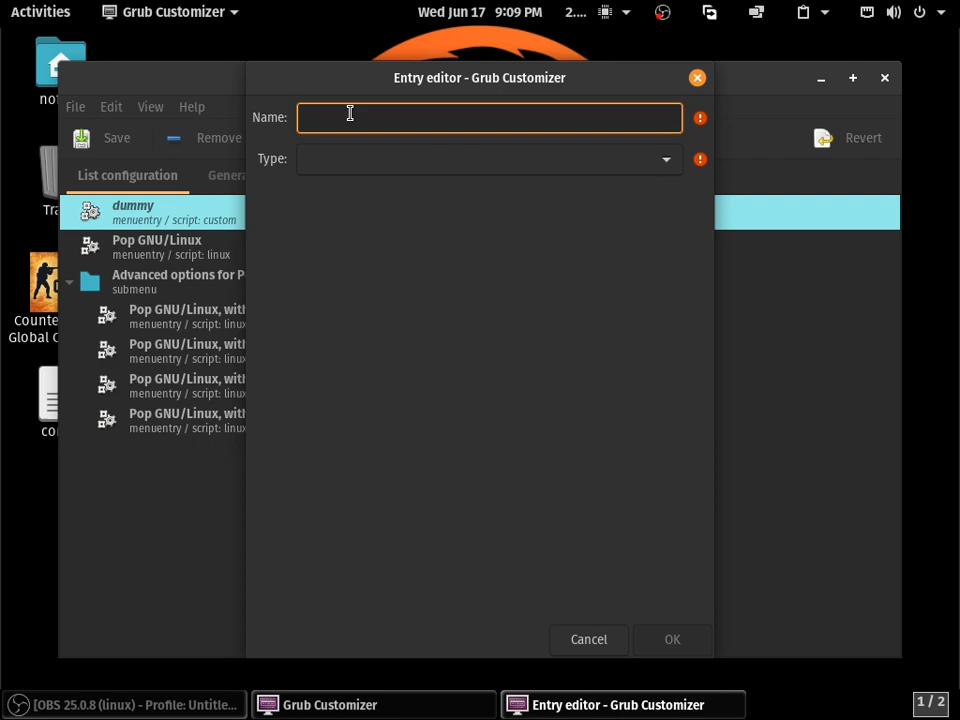 Activities Grub Customizer Wed Jun 17 9:09 PM 2....
Entry editor - Grub Customizer
Name:
Type:
File Edit View Help
Save Remove Revert
List configuration Genera
dummy
menuentry / script: custom
Pop GNU/Linux
menuentry / script: linux
Advanced options for P
submenu
Pop GNU/Linux, with
menuentry / script: linux
Pop GNU/Linux, with
menuentry / script: linux
Pop GNU/Linux, with
menuentry / script: linux
Pop GNU/Linux, with
menuentry / script: linux
not
Tra
Counte
Global O
con
Cancel OK
[OBS 25.0.8 (linux) - Profile: Untitle... Grub Customizer Entry editor - Grub Customizer 1 / 2